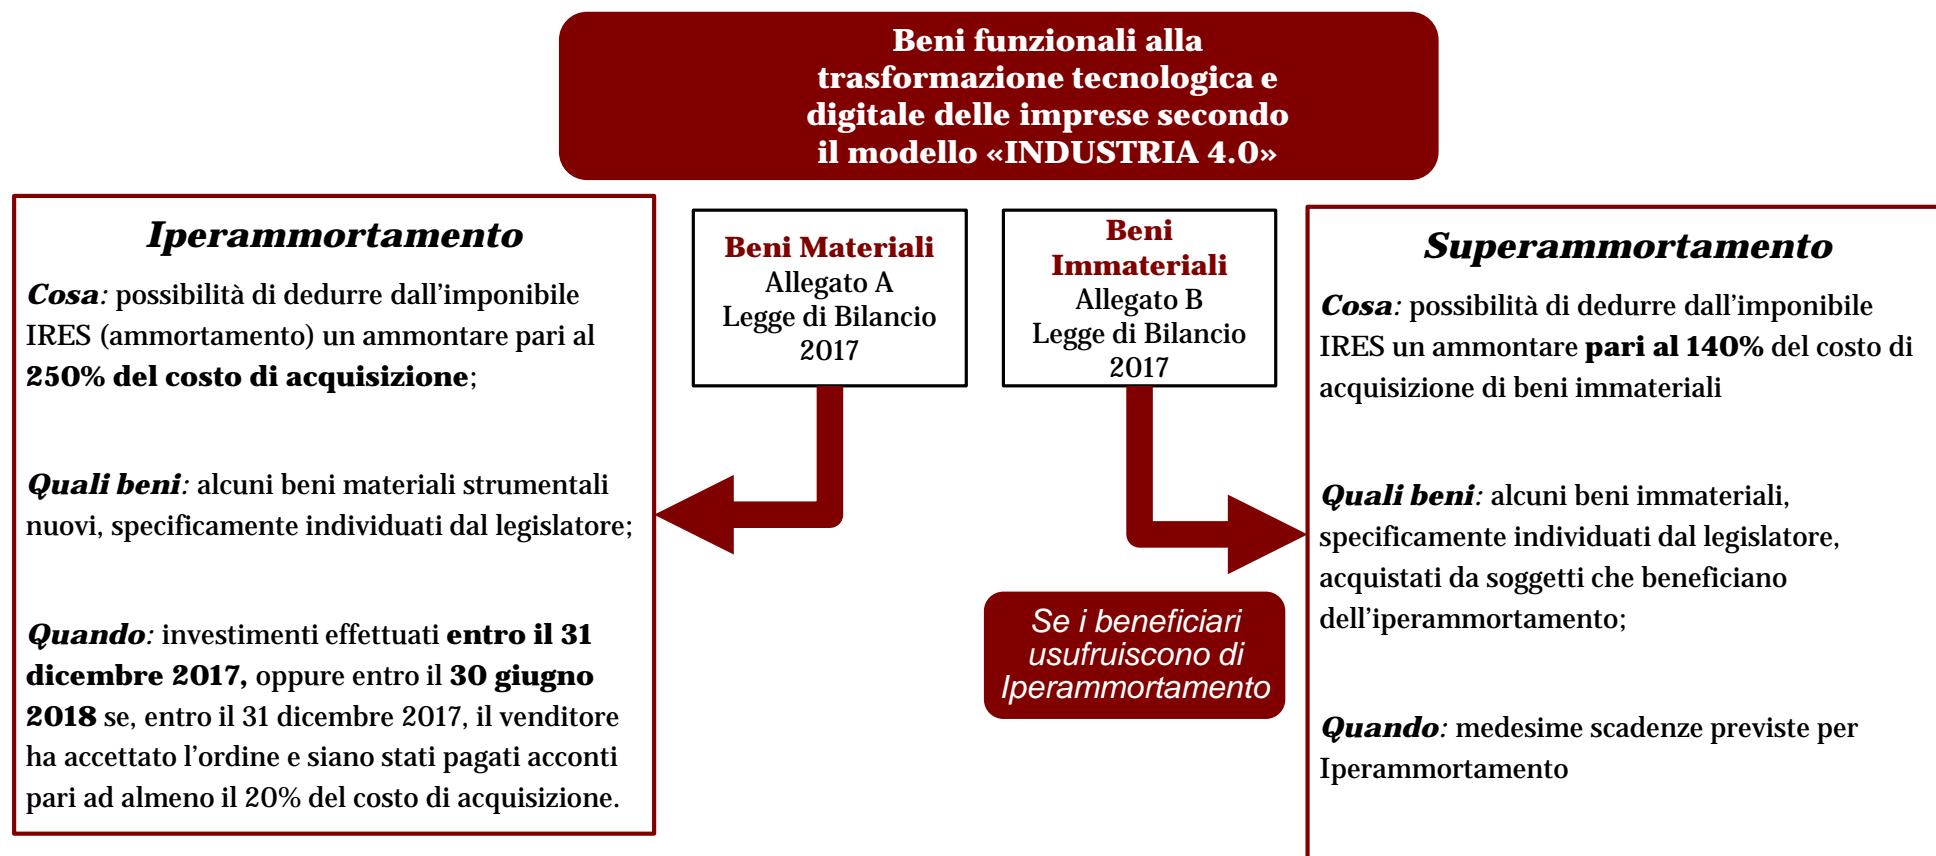 Beni funzionali alla
trasformazione tecnologica e
digitale delle imprese secondo
il modello «INDUSTRIA 4.0»
Iperammortamento
Cosa: possibilità di dedurre dall'imponibile
IRES (ammortamento) un ammontare pari al
250% del costo di acquisizione;
Quali beni: alcuni beni materiali strumentali
nuovi, specificamente individuati dal legislatore;
Quando: investimenti effettuati entro il 31
dicembre 2017, oppure entro il 30 giugno
2018 se, entro il 31 dicembre 2017, il venditore
ha accettato l'ordine e siano stati pagati acconti
pari ad almeno il 20% del costo di acquisizione.
Beni Materiali
Allegato A
Legge di Bilancio
2017
Beni
Immateriali
Allegato B
Legge di Bilancio
2017
Se i beneficiari
usufruiscono di
Iperammortamento
Superammortamento
Cosa: possibilità di dedurre dall'imponibile
IRES un ammontare pari al 140% del costo di
acquisizione di beni immateriali
Quali beni: alcuni beni immateriali,
specificamente individuati dal legislatore,
acquistati da soggetti che beneficiano
dell'iperammortamento;
Quando: medesime scadenze previste per
Iperammortamento